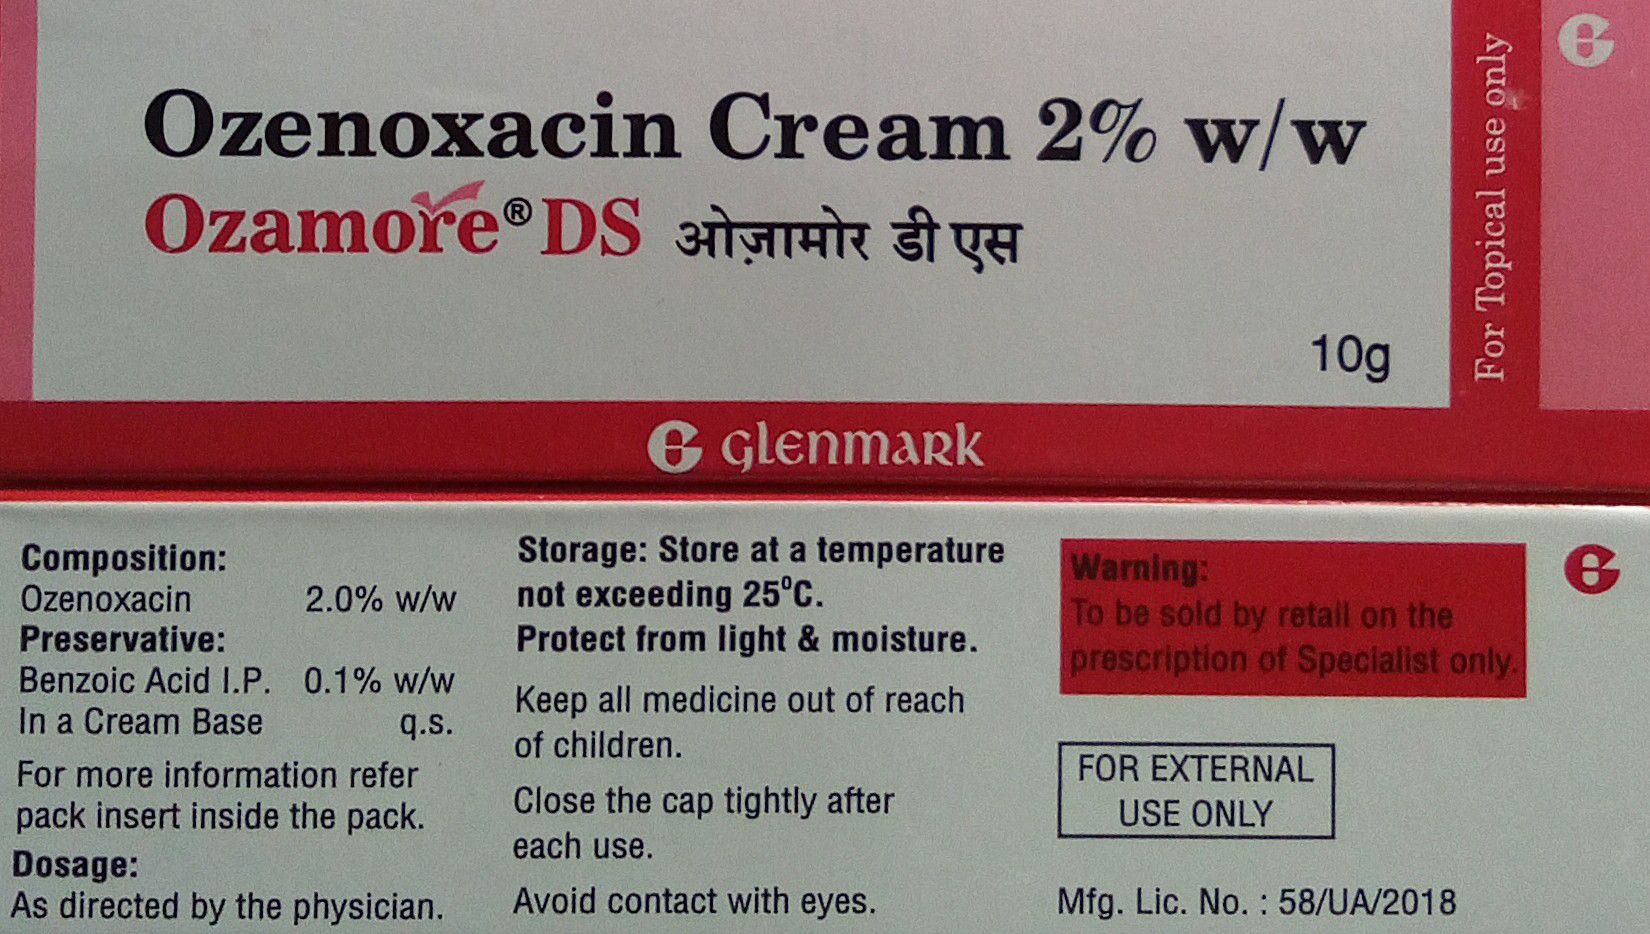 Ozenoxacin Cream 2% w/w
Ozamore® DS ओज़ामोर डी एस
10g
For Topical use only
GLENMARK
Composition:
Ozenoxacin 2.0% w/w
Preservative:
Benzoic Acid I.P. 0.1% w/w
In a Cream Base q.s.
For more information refer
pack insert inside the pack.
Dosage:
As directed by the physician.
Storage: Store at a temperature
not exceeding 25⁰C.
Protect from light & moisture.
Keep all medicine out of reach
of children.
Close the cap tightly after
each use.
Avoid contact with eyes.
Warning:
To be sold by retail on the
prescription of Specialist only.
FOR EXTERNAL
USE ONLY
Mfg. Lic. No. : 58/UA/2018